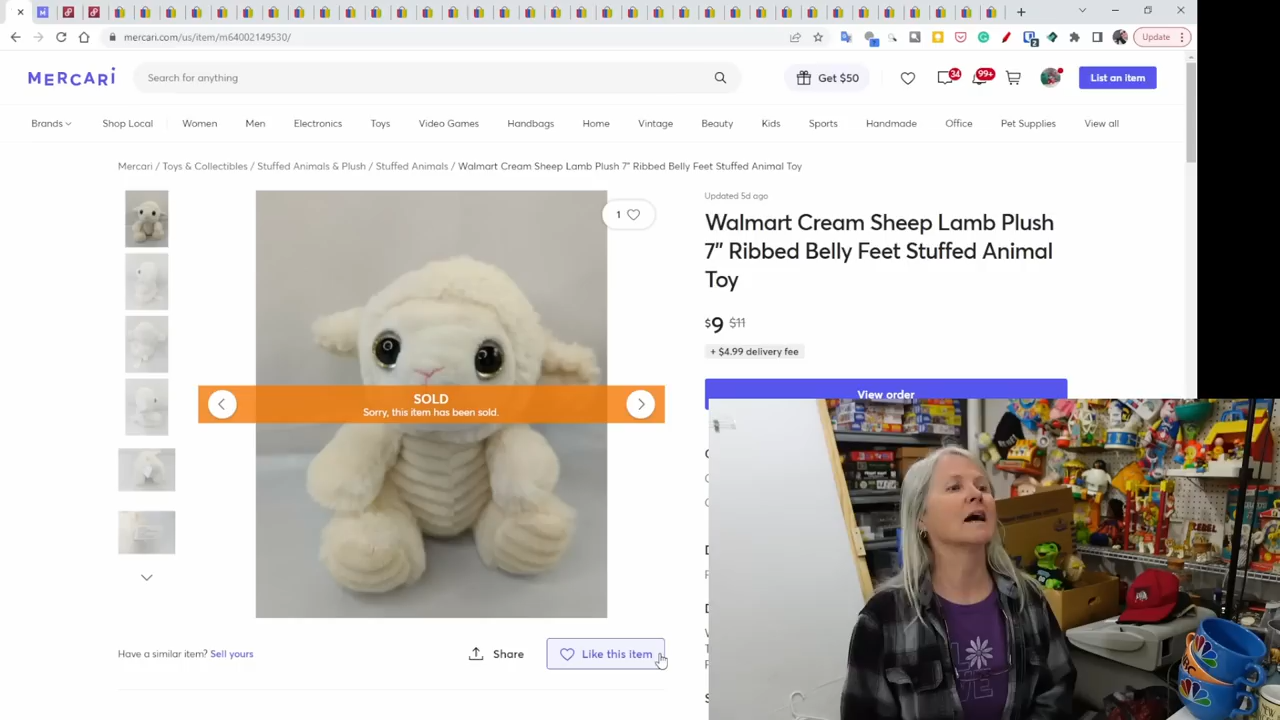 mercari.com/us/item/m64002149530/
Update
MERCARI
Search for anything
Get $50
34
99+
List an item
Brands
Shop Local
Women
Men
Electronics
Toys
Video Games
Handbags
Home
Vintage
Beauty
Kids
Sports
Handmade
Office
Pet Supplies
View all
Mercari / Toys & Collectibles / Stuffed Animals & Plush / Stuffed Animals / Walmart Cream Sheep Lamb Plush 7" Ribbed Belly Feet Stuffed Animal Toy
1
Updated 5d ago
Walmart Cream Sheep Lamb Plush
7” Ribbed Belly Feet Stuffed Animal
Toy
$9 $11
+ $4.99 delivery fee
View order
SOLD
Sorry, this item has been sold.
Have a similar item? Sell yours
Share
Like this item
NBC